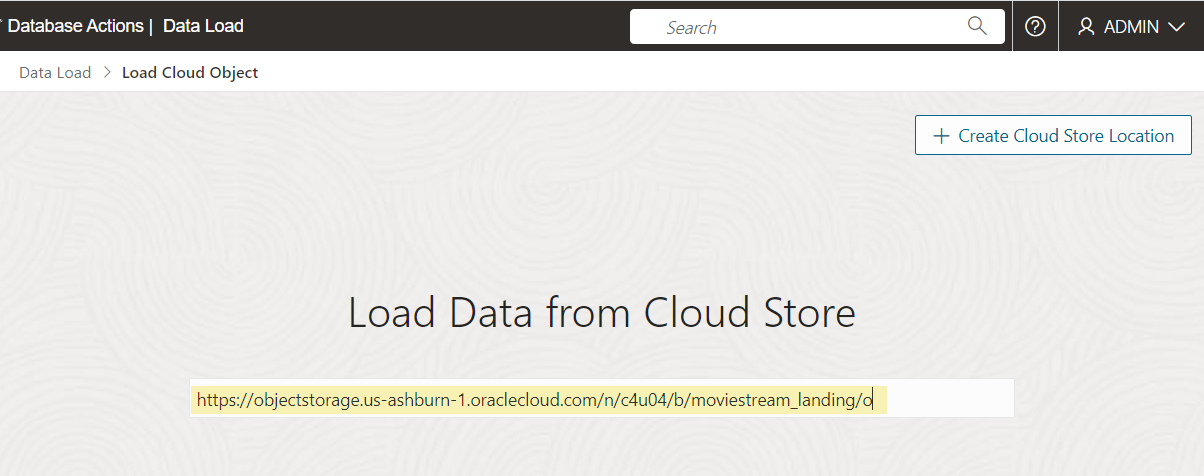 Database Actions | Data Load
Search
ADMIN
Data Load > Load Cloud Object
+ Create Cloud Store Location
Load Data from Cloud Store
https://objectstorage.us-ashburn-1.oraclecloud.com/n/c4u04/b/moviestream_landing/o